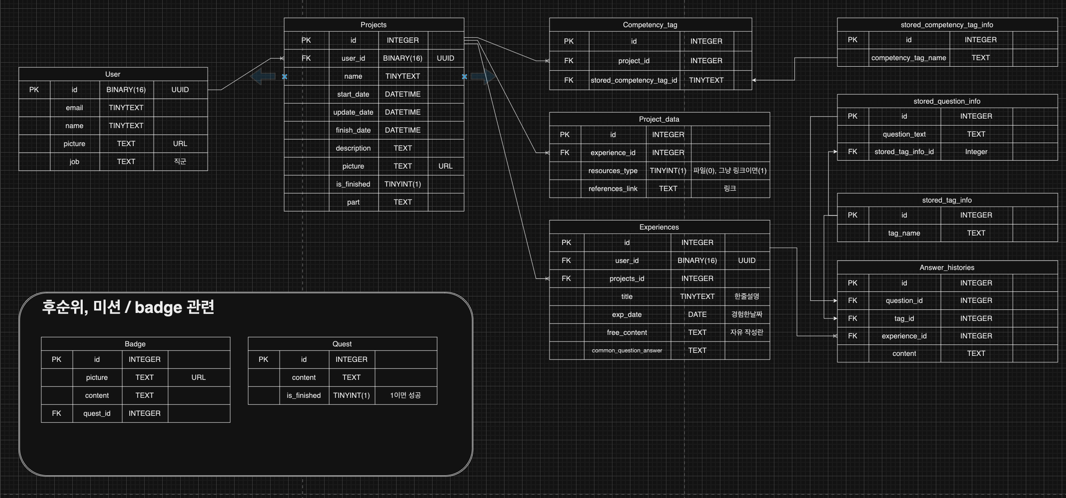 User
PK id BINARY(16) UUID
email TINYTEXT
name TINYTEXT
picture TEXT URL
job TEXT 직군
Projects
PK id INTEGER
FK user_id BINARY(16) UUID
name TINYTEXT
start_date DATETIME
update_date DATETIME
finish_date DATETIME
description TEXT
picture TEXT URL
is_finished TINYINT(1)
part TEXT
Competency_tag
PK id INTEGER
FK project_id INTEGER
FK stored_competency_tag_id TINYTEXT
Project_data
PK id INTEGER
FK experience_id INTEGER
resources_type TINYINT(1) 파일(0), 그냥 링크이면(1)
references_link TEXT 링크
Experiences
PK id INTEGER
FK user_id BINARY(16) UUID
FK projects_id INTEGER
title TINYTEXT 한줄설명
exp_date DATE 경험한날짜
free_content TEXT 자유 작성란
common_question_answer TEXT
stored_competency_tag_info
PK id INTEGER
competency_tag_name TEXT
stored_question_info
PK id INTEGER
question_text TEXT
FK stored_tag_info_id Integer
stored_tag_info
PK id INTEGER
tag_name TEXT
Answer_histories
PK id INTEGER
FK question_id INTEGER
FK tag_id INTEGER
FK experience_id INTEGER
content TEXT
후순위, 미션 / badge 관련
Badge
PK id INTEGER
picture TEXT URL
content TEXT
FK quest_id INTEGER
Quest
PK id INTEGER
content TEXT
is_finished TINYINT(1) 1이면 성공